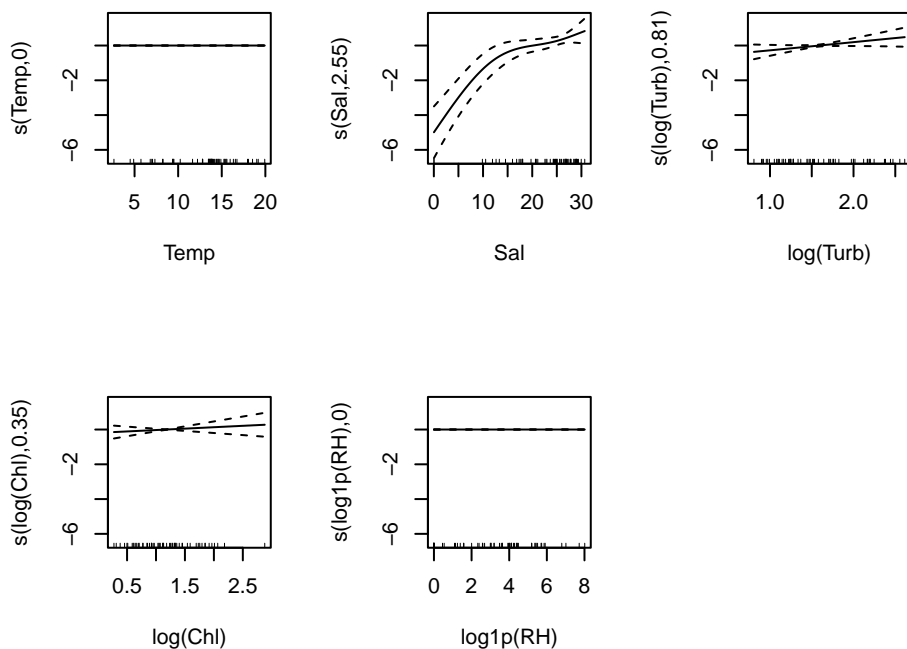 s(Temp,0)
−2
−6
5 10 15 20
Temp
s(Sal,2.55)
−2
−6
0 10 20 30
Sal
s(log(Turb),0.81)
−2
−6
1.0 2.0
log(Turb)
s(log(Chl),0.35)
−2
−6
0.5 1.5 2.5
log(Chl)
s(log1p(RH),0)
−2
−6
0 2 4 6 8
log1p(RH)